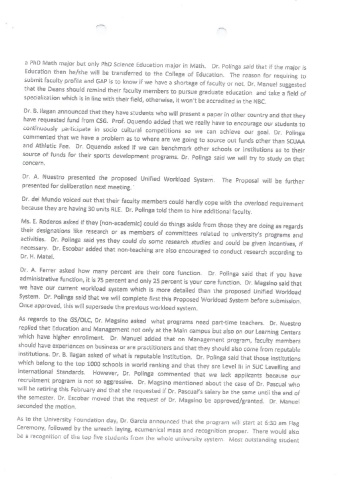 a PhD Math major but only PhD Science Education major in Math. Dr. Polinga said that if the major is
Education then he/she will be transferred to the College of Education. The reason for requiring to
submit faculty profile and GAP is to know if we have a shortage of faculty or not. Dr. Manuel suggested
that the Deans should remind their faculty members to pursue graduate education and take a field of
specialization which is in line with their field, otherwise, it won't be accredited in the NBC.
Dr. B. Ilagan announced that they have students who will present a paper in other country and that they
have requested fund from CSG. Prof. Oquendo added that we really have to encourage our students to
continuously participate in socio cultural competitions so we can achieve our goal. Dr. Polinga
commented that we have a problem as to where are we going to source out funds other than SCUAA
and Athletic Fee. Dr. Oquendo asked if we can benchmark other schools or institutions as to their
source of funds for their sports development programs. Dr. Polinga said we will try to study on that
concern.
Dr. A. Nuestro presented the proposed Unified Workload System. The Proposal will be further
presented for deliberation next meeting.
Dr. del Mundo voiced out that their faculty members could hardly cope with the overload requirement
because they are having 30 units RLE. Dr. Polinga told them to hire additional faculty.
Ms. E. Roderos asked if they (non-academic) could do things aside from those they are doing as regards
their designations like research or as members of committees related to university's programs and
activities. Dr. Polinga said yes they could do some research studies and could be given incentives, if
necessary. Dr. Escobar added that non-teaching are also encouraged to conduct research according to
Dr. H. Matel.
Dr. A. Ferrer asked how many percent are their core function. Dr. Polinga said that if you have
administrative function, it is 75 percent and only 25 percent is your core function. Dr. Magsino said that
we have our current workload system which is more detailed than the proposed Unified Workload
System. Dr. Polinga said that we will complete first this Proposed Workload System before submission.
Once approved, this will supersede the previous workload system.
As regards to the GS/OLC, Dr. Magsino asked what programs need part-time teachers. Dr. Nuestro
replied that Education and Management not only at the Main campus but also on our Learning Centers
which have higher enrollment. Dr. Manuel added that on Management program, faculty members
should have experiences on business or are practitioners and that they should also come from reputable
institutions. Dr. B. Ilagan asked of what is reputable institution. Dr. Polinga said that those institutions
which belong to the top 1000 schools in world ranking and that they are Level III in SUC Levelling and
International Standards. However, Dr. Polinga commented that we lack applicants because our
recruitment program is not so aggressive. Dr. Magsino mentioned about the case of Dr. Pascual who
will be retiring this February and that she requested if Dr. Pascual's salary be the same until the end of
the semester. Dr. Escobar moved that the request of Dr. Magsino be approved/granted. Dr. Manuel
seconded the motion.
As to the University Foundation day, Dr. Garcia announced that the program will start at 6:30 am Flag
Ceremony, followed by the wreath laying, ecumenical mass and recognition proper. There would also
be a recognition of the top five students from the whole university system. Most outstanding student